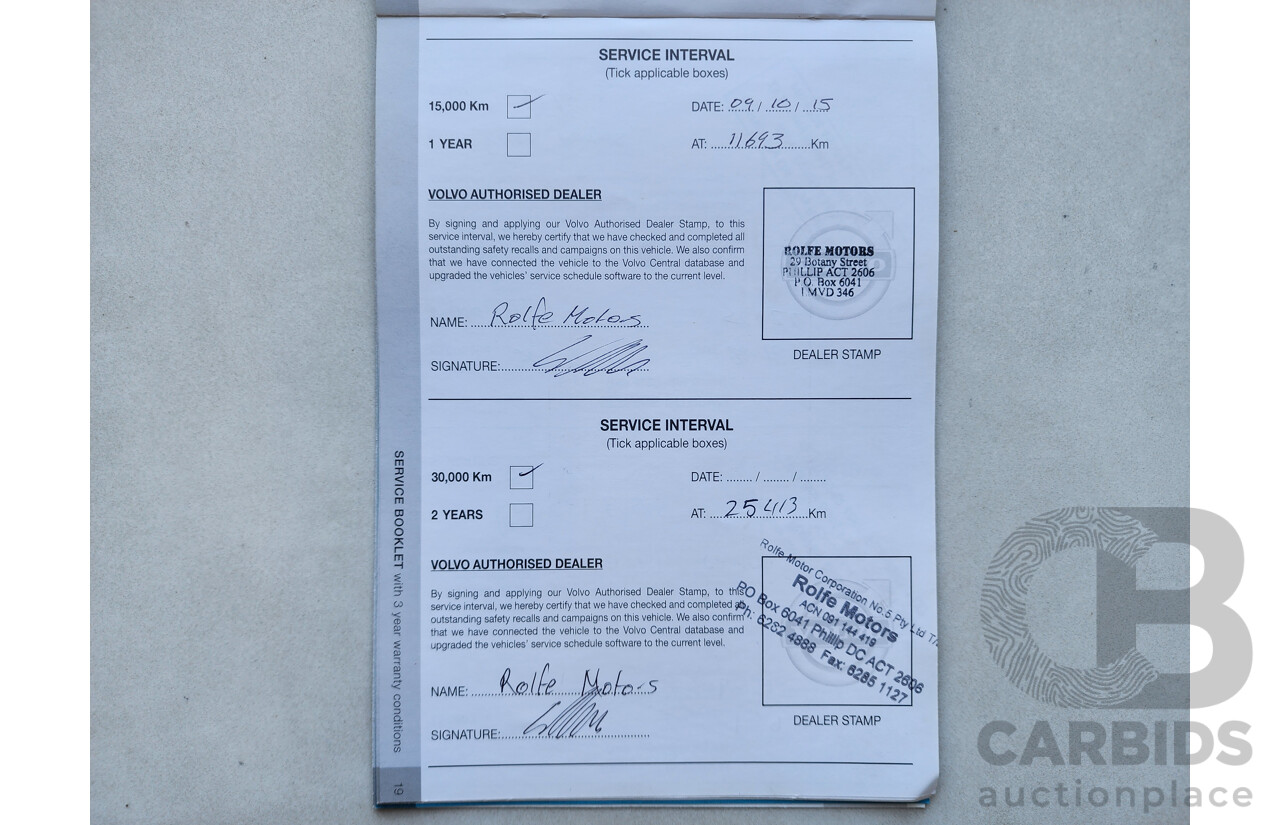 SERVICE INTERVAL
(Tick applicable boxes)
15,000 Km
DATE: 09 / 10 / 15
1 YEAR
AT: 11693 Km
VOLVO AUTHORISED DEALER
By signing and applying our Volvo Authorised Dealer Stamp, to this
service interval, we hereby certify that we have checked and completed all
outstanding safety recalls and campaigns on this vehicle. We also confirm
that we have connected the vehicle to the Volvo Central database and
upgraded the vehicles' service schedule software to the current level.
ROLFE MOTORS
29 Botany Street
PHILLIP ACT 2606
P.O. Box 6041
LMVD 346
NAME: Rolfe Motors
SIGNATURE:
DEALER STAMP
SERVICE INTERVAL
(Tick applicable boxes)
30,000 Km
DATE: ........ / ........ / ........
2 YEARS
AT: 25413 Km
VOLVO AUTHORISED DEALER
By signing and applying our Volvo Authorised Dealer Stamp, to this
service interval, we hereby certify that we have checked and completed all
outstanding safety recalls and campaigns on this vehicle. We also confirm
that we have connected the vehicle to the Volvo Central database and
upgraded the vehicles' service schedule software to the current level.
Rolfe Motor Corporation No.5 Pty Ltd T/A
Rolfe Motors
ACN 091 144 419
PO Box 6041 Phillip DC ACT 2606
Ph: 6282 4888 Fax: 6285 1127
NAME: Rolfe Motors
SIGNATURE:
DEALER STAMP
SERVICE BOOKLET with 3 year warranty conditions
19
CB
CARBIDS
auctionplace